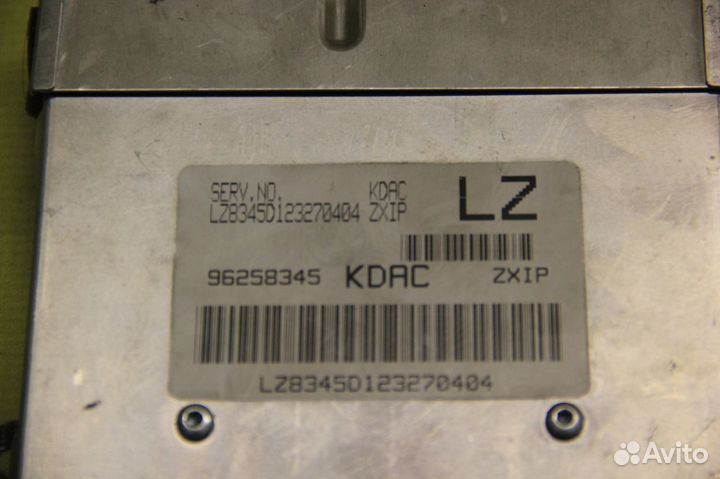 SERV.NO. KDAC
LZ8345D123270404 ZXIP LZ
96258345 KDAC ZXIP
LZ8345D123270404
Avito